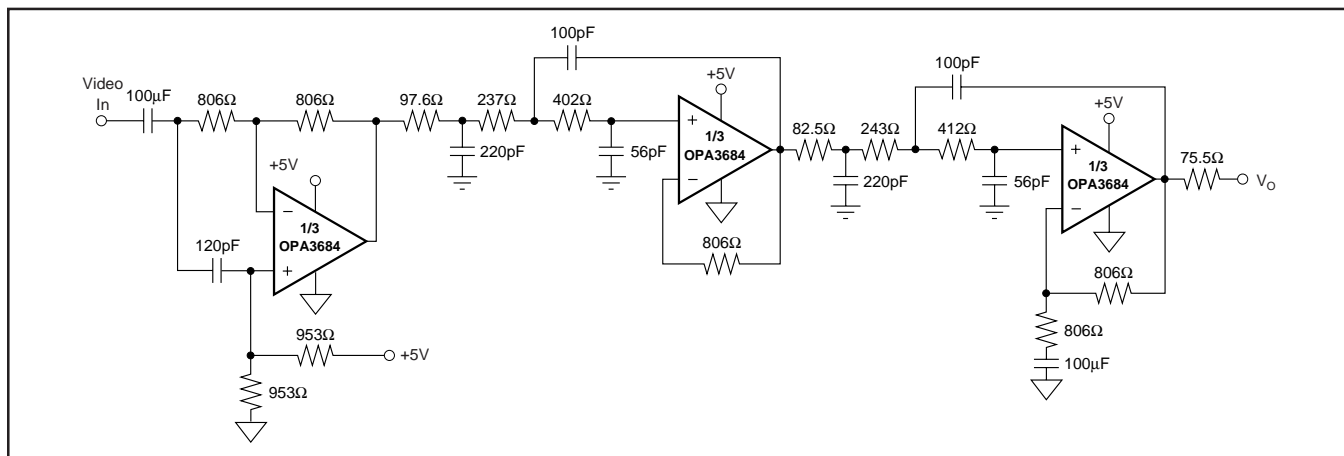 Video
In
100μF
806Ω
806Ω
97.6Ω
237Ω
402Ω
100pF
220pF
56pF
+5V
1/3
OPA3684
120pF
953Ω
+5V
953Ω
+5V
1/3
OPA3684
806Ω
82.5Ω
243Ω
412Ω
100pF
220pF
56pF
+5V
1/3
OPA3684
75.5Ω
VO
806Ω
806Ω
100μF
+
−
+
−
+
−